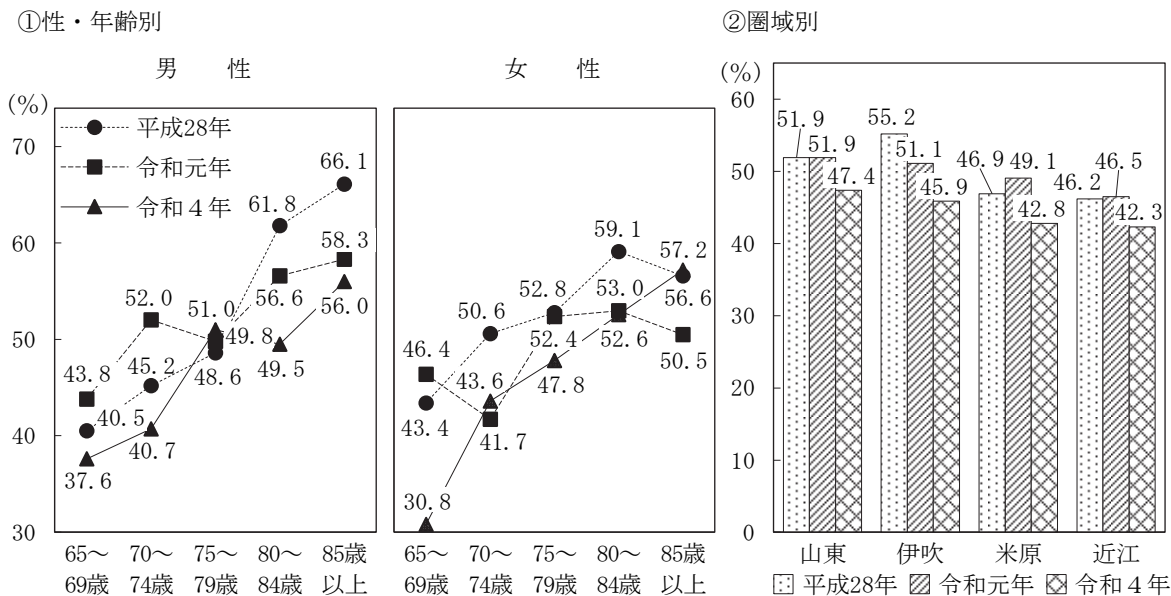 ①性・年齢別
男　性
(%)
70
60
50
40
30
平成28年
令和元年
令和４年
66.1
61.8
58.3
52.0
51.0
56.6
56.0
49.8
43.8
45.2
48.6
49.5
40.5
40.7
37.6
65～
69歳
70～
74歳
75～
79歳
80～
84歳
85歳
以上
女　性
59.1
57.2
50.6
52.8
53.0
56.6
46.4
52.4
52.6
50.5
43.6
47.8
43.4
41.7
30.8
65～
69歳
70～
74歳
75～
79歳
80～
84歳
85歳
以上
②圏域別
(%)
60
50
40
30
20
10
0
51.9
51.9
47.4
55.2
51.1
45.9
46.9
49.1
42.8
46.2
46.5
42.3
山東
伊吹
米原
近江
平成28年
令和元年
令和４年